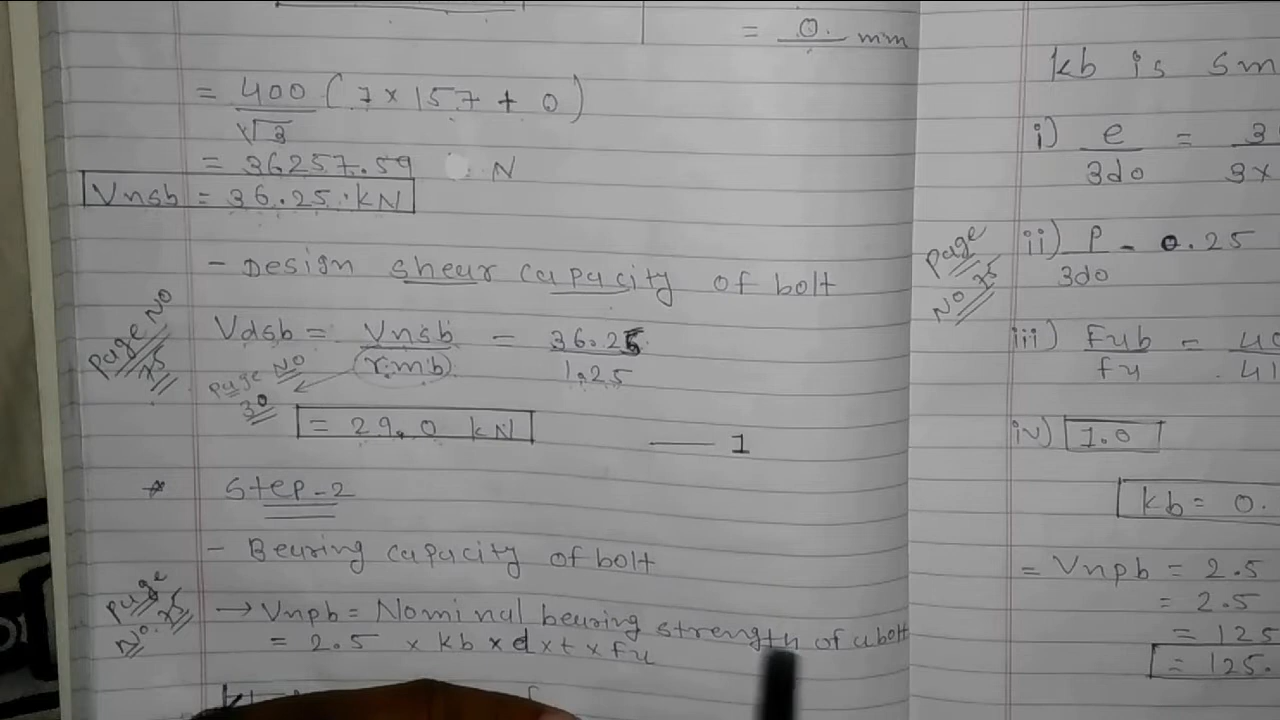 = 0. mm
= 400/√3 (7 × 157 + 0)
= 36257.59 N
Vnsb = 36.25 kN
- Design shear capacity of bolt
Page No 75
Vdsb = Vnsb/γmb = 36.25/1.25
Page No 30
= 29.0 kN —— 1
* Step-2
- Bearing capacity of bolt
Page No. 75
→ Vnpb = Nominal bearing strength of a bolt
= 2.5 × kb × d × t × fu
kb is sm
i) e/3do = 3/3×
Page No 75
ii) P/3do - 0.25
iii) Fub/fu = 40/41
iv) 1.0
kb = 0.
= Vnpb = 2.5
= 2.5
= 125
= 125.